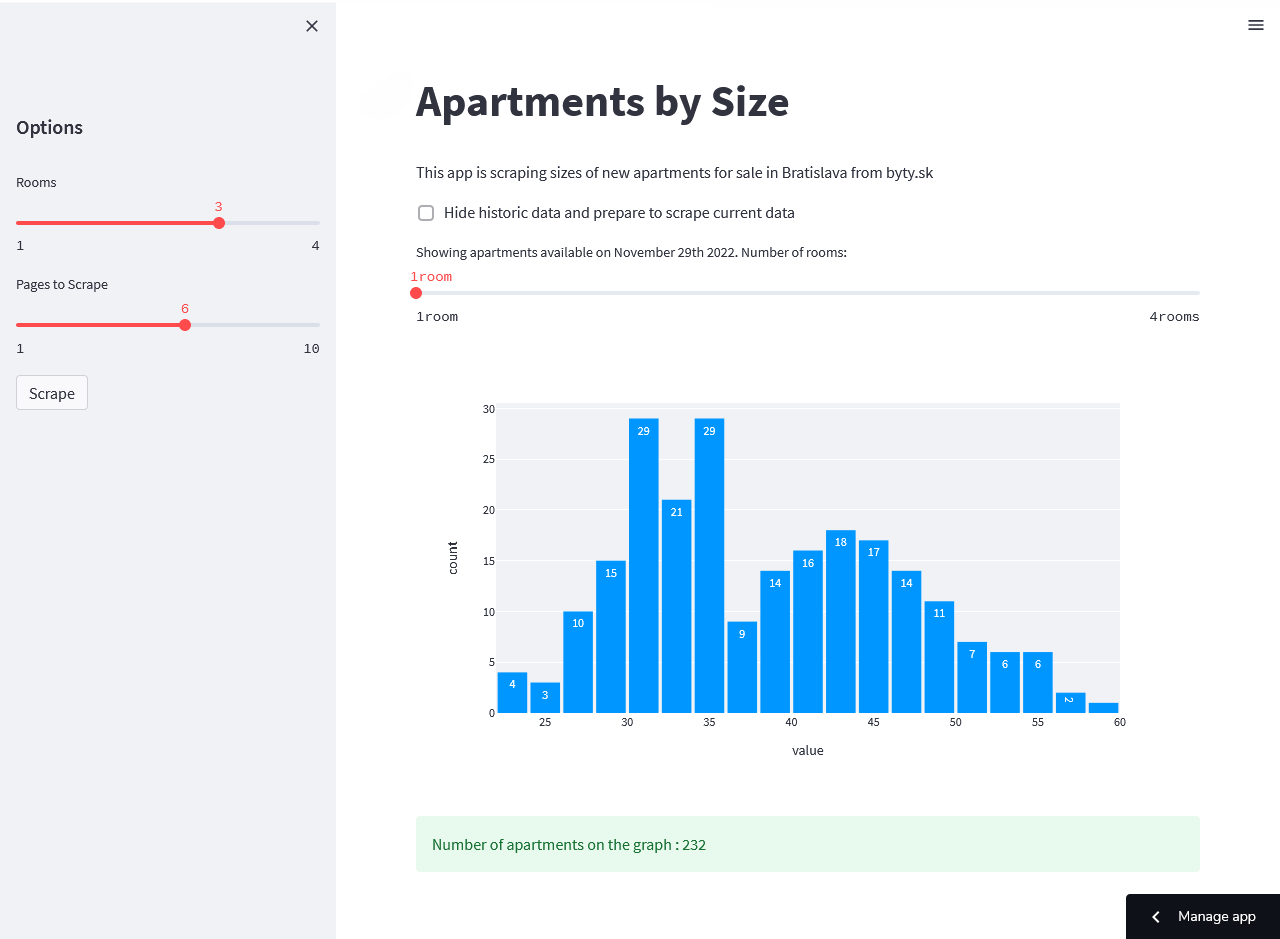 Options
Rooms
3
1 4
Pages to Scrape
6
1 10
Scrape
Apartments by Size
This app is scraping sizes of new apartments for sale in Bratislava from byty.sk
Hide historic data and prepare to scrape current data
Showing apartments available on November 29th 2022. Number of rooms:
1room
1room 4rooms
30
25
20
15
10
5
0
count
4 3 10 15 29 21 29 9 14 16 18 17 14 11 7 6 6 2
25 30 35 40 45 50 55 60
value
Number of apartments on the graph : 232
Manage app